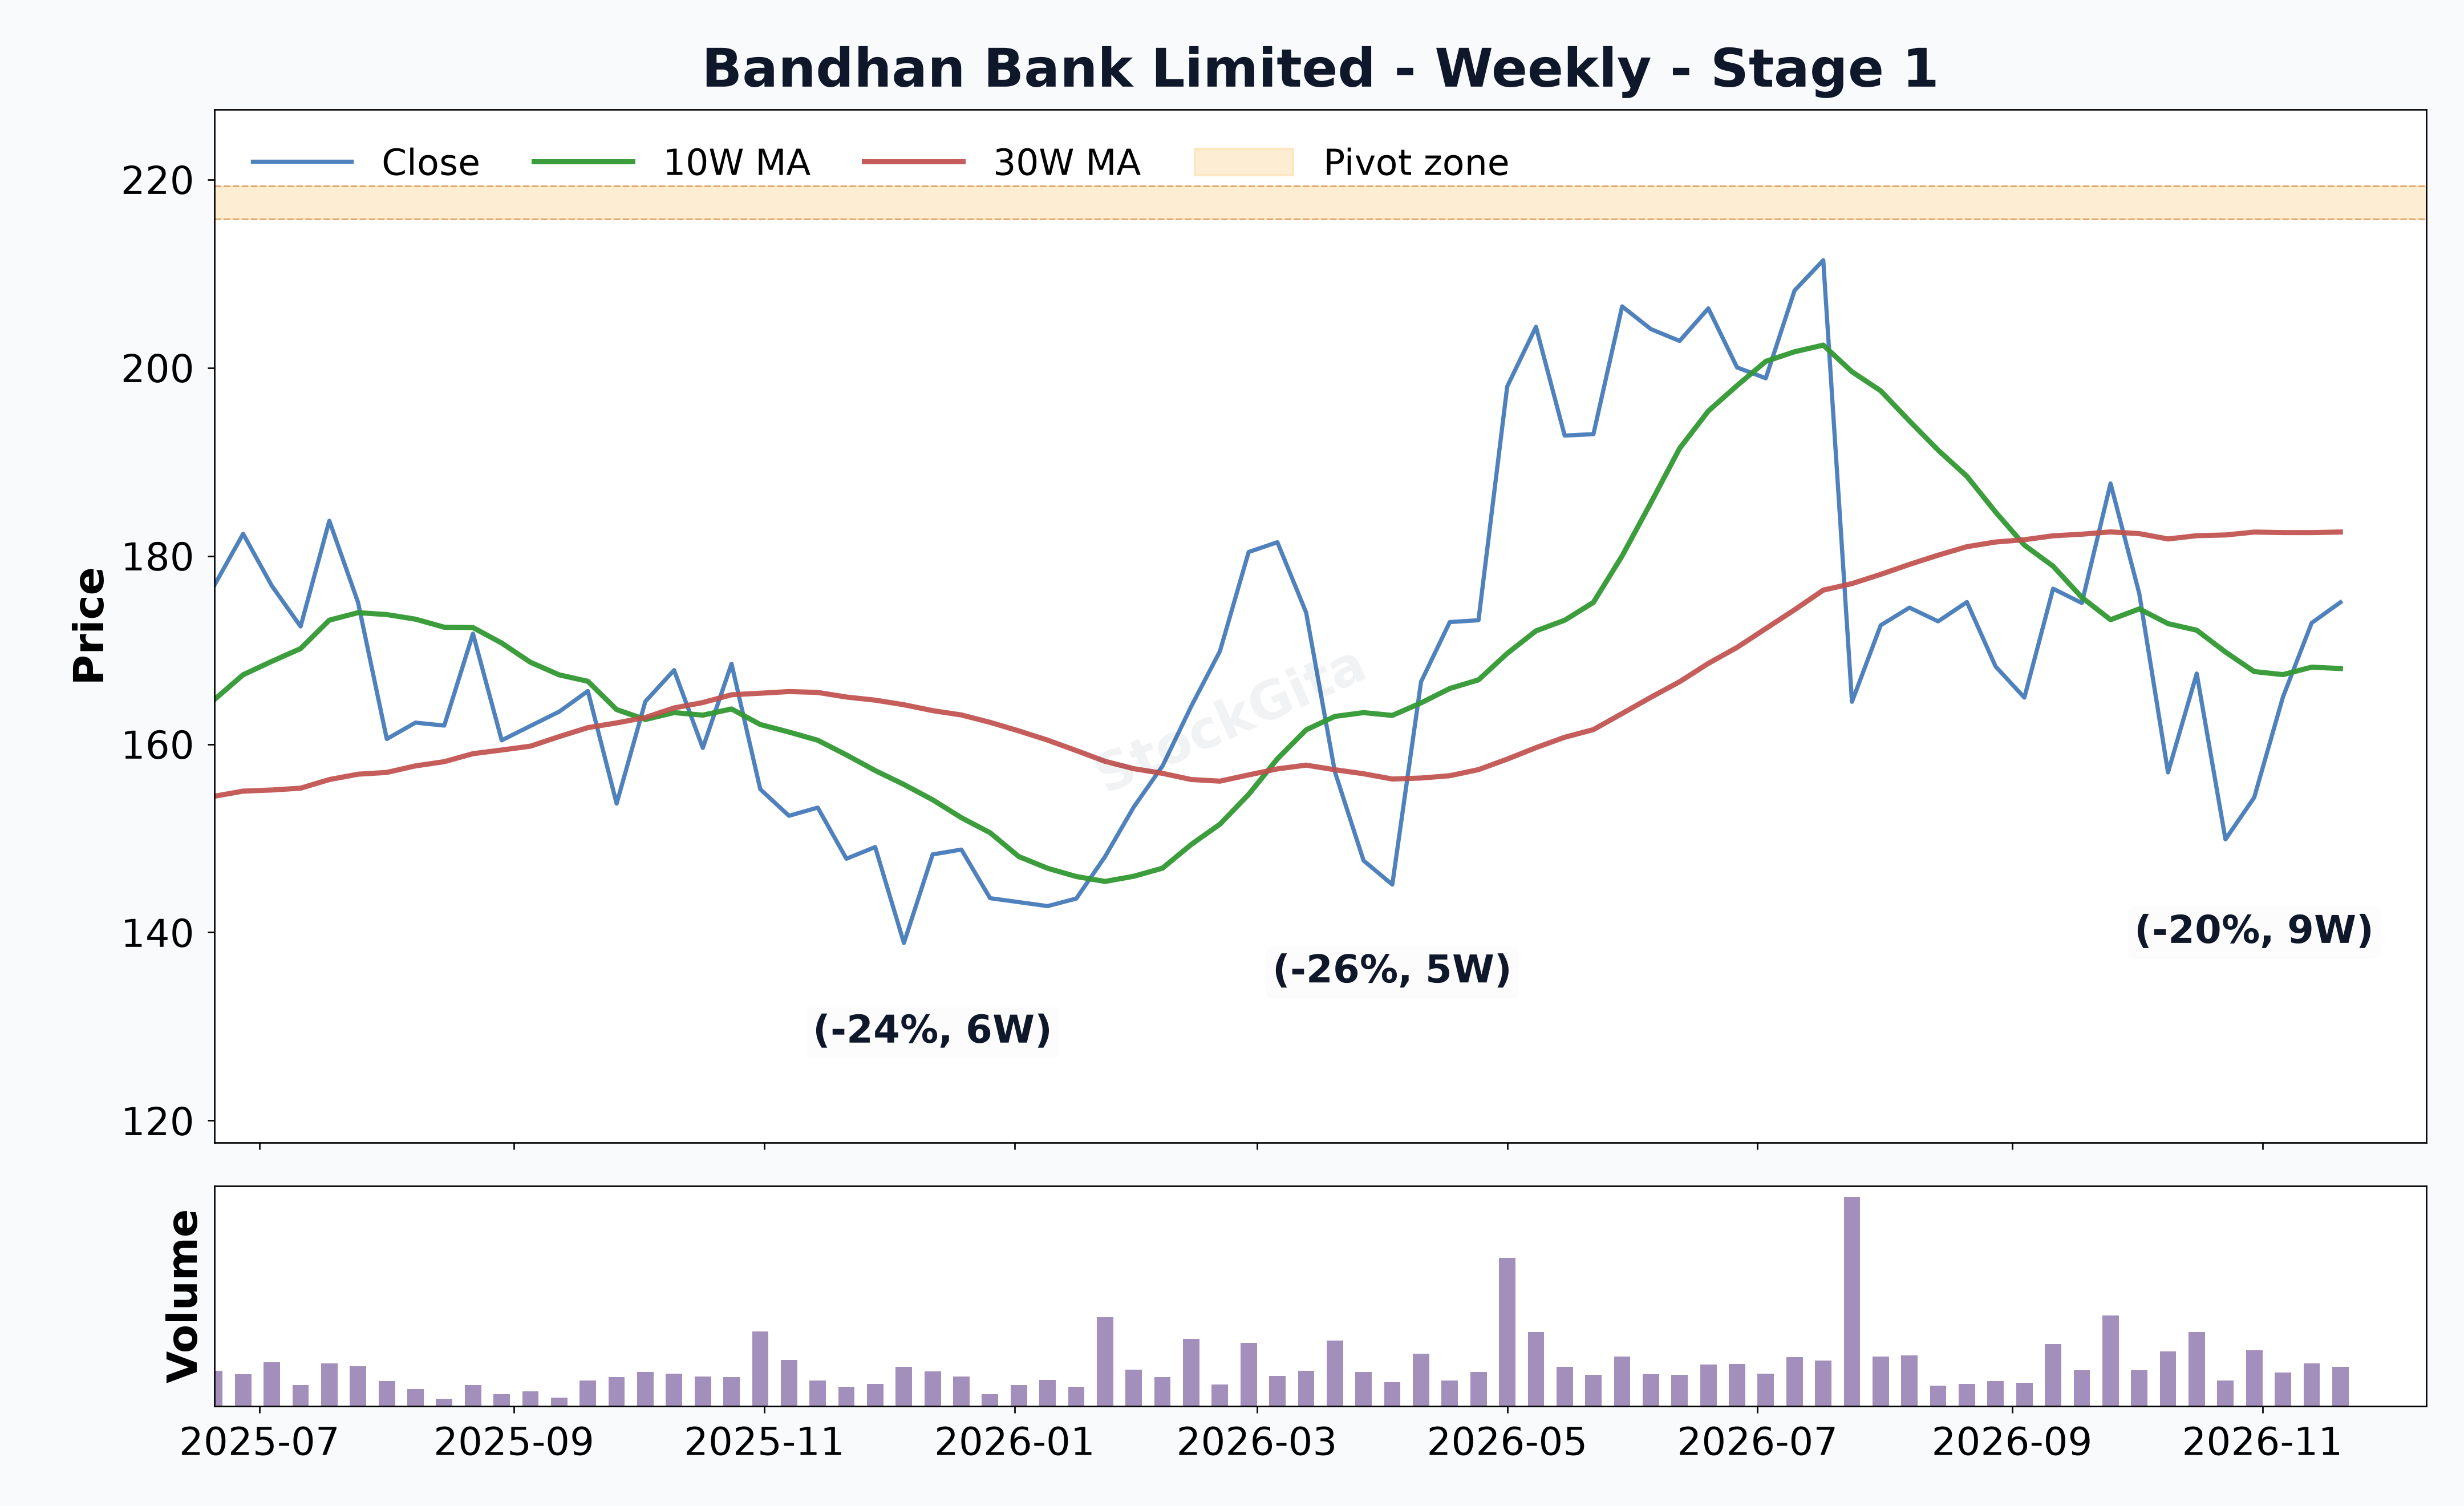 Bandhan Bank Limited - Weekly - Stage 1
Close 10W MA 30W MA Pivot zone
220
200
180
160
140
120
Price
StockGita
(-24%, 6W)
(-26%, 5W)
(-20%, 9W)
Volume
2025-07 2025-09 2025-11 2026-01 2026-03 2026-05 2026-07 2026-09 2026-11